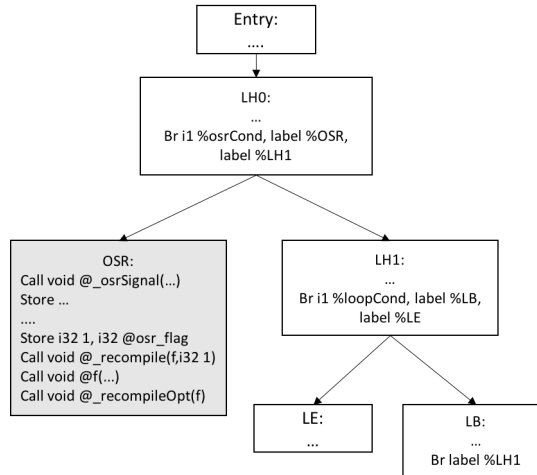 Entry:
....
LH0:
...
Br i1 %osrCond, label %OSR,
label %LH1
OSR:
Call void @_osrSignal(...)
Store ...
....
Store i32 1, i32 @osr_flag
Call void @_recompile(f,i32 1)
Call void @f(...)
Call void @_recompileOpt(f)
LH1:
...
Br i1 %loopCond, label %LB,
label %LE
LE:
...
LB:
...
Br label %LH1